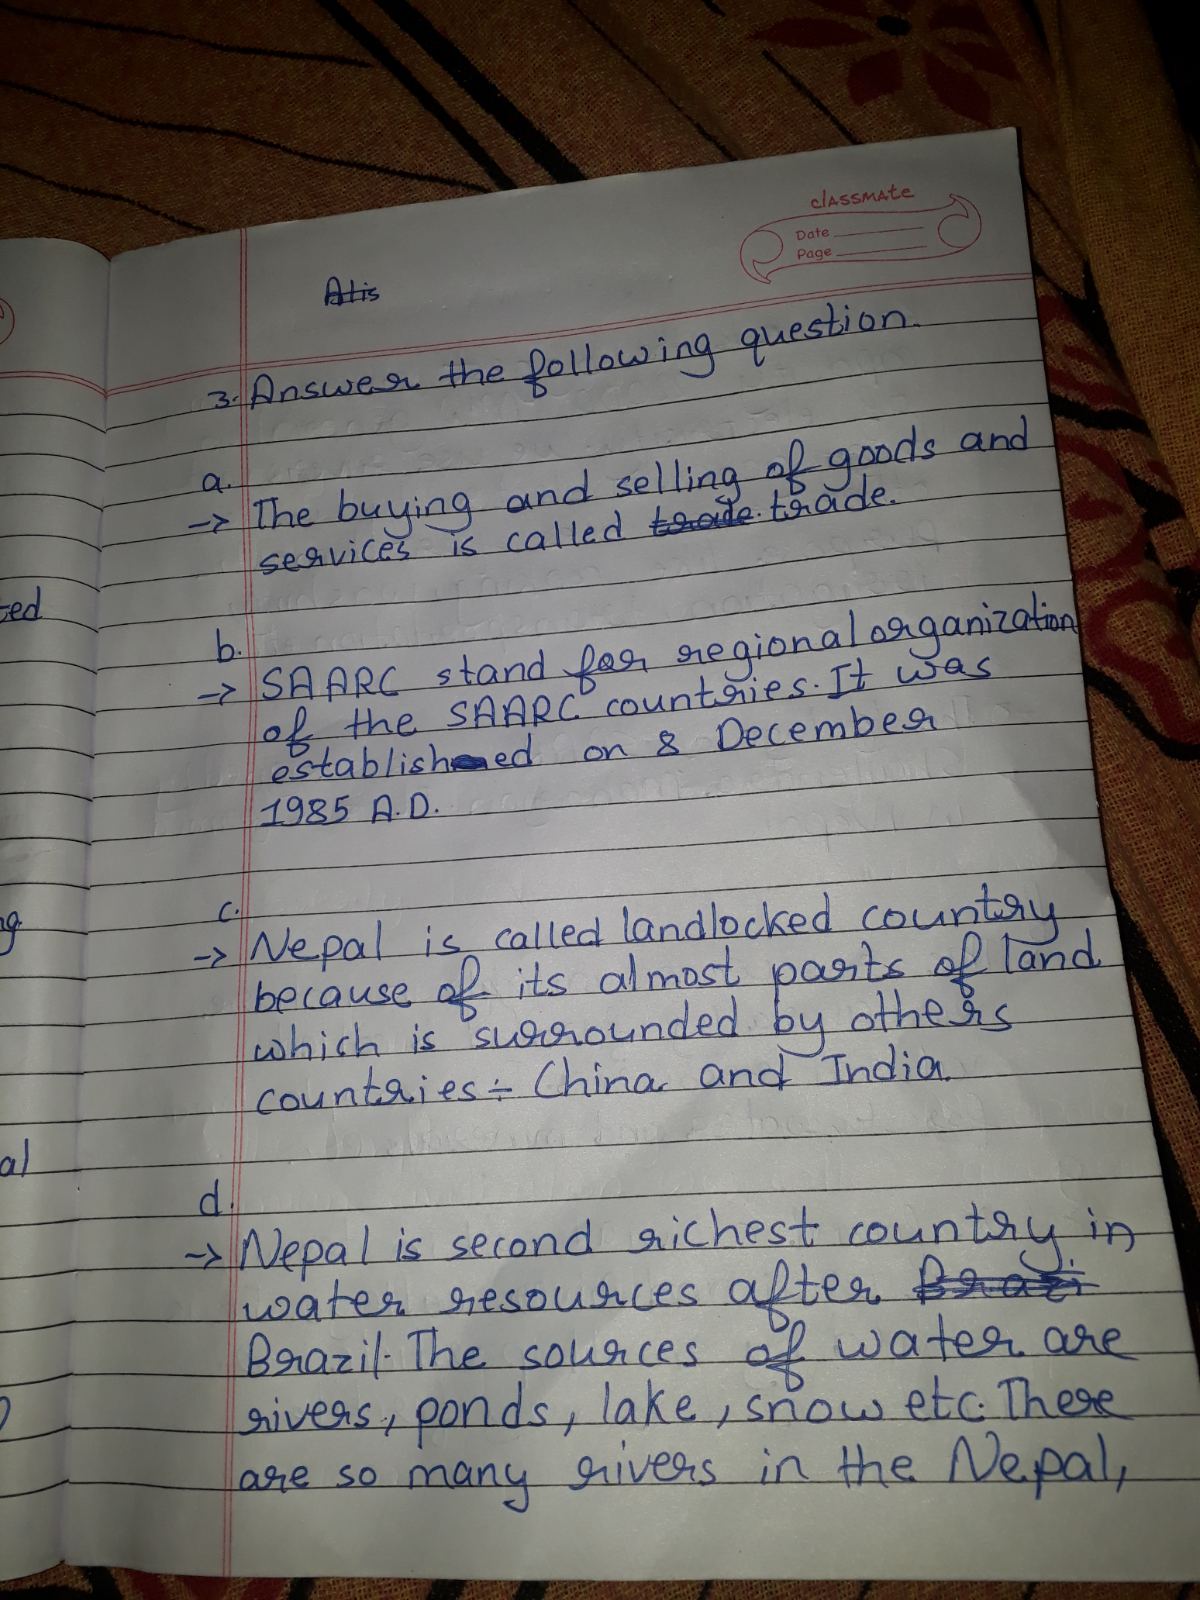 classmate
Date
Page
Atis
3. Answer the following question.
a.
→ The buying and selling of goods and
services is called trade. trade.
b.
→ SAARC stand for regional organization
of the SAARC countries. It was
established on 8 December
1985 A.D.
c.
→ Nepal is called landlocked country
because of its almost parts of land
which is surrounded by others
countries ÷ China and India.
d.
→ Nepal is second richest country in
water resources after Brazi
Brazil. The sources of water are
rivers, ponds, lake, snow etc. There
are so many rivers in the Nepal,
ted
ng
al